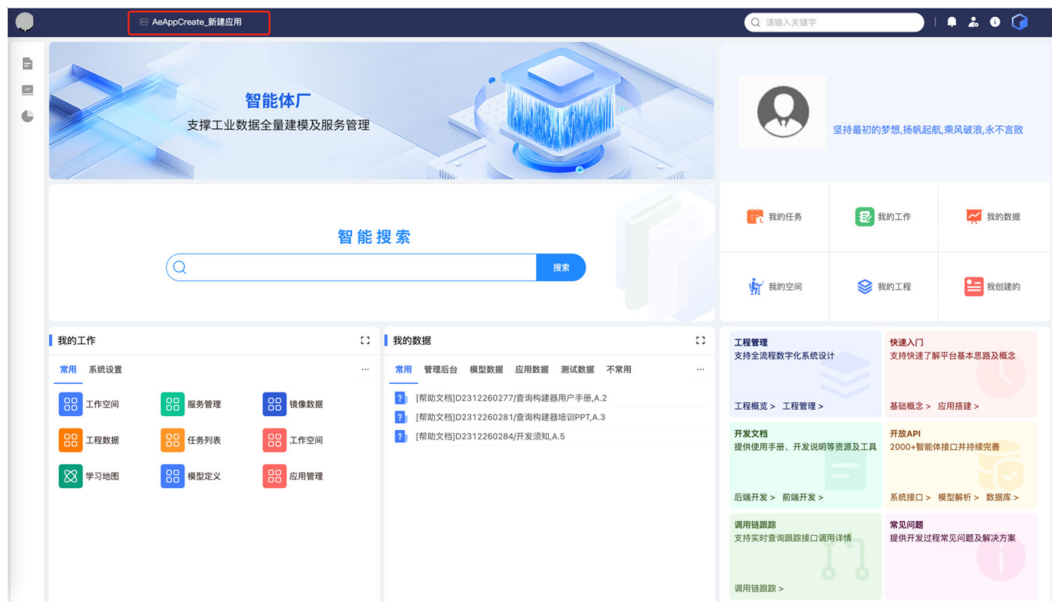 AeAppCreate_新建应用
请输入关键字
智能体厂
支撑工业数据全量建模及服务管理
坚持最初的梦想,扬帆起航,乘风破浪,永不言败
我的任务
我的工作
我的数据
我的空间
我的工程
我创建的
智能搜索
搜索
我的工作
常用 系统设置 ...
工作空间 服务管理 镜像数据
工程数据 任务列表 工作空间
学习地图 模型定义 应用管理
我的数据
常用 管理后台 模型数据 应用数据 测试数据 不常用 ...
[帮助文档]D2312260277/查询构建器用户手册,A.2
[帮助文档]D2312260281/查询构建器培训PPT,A.3
[帮助文档]D2312260284/开发须知,A.5
工程管理
支持全流程数字化系统设计
工程概览 > 工程管理 >
快速入门
支持快速了解平台基本思路及概念
基础概念 > 应用搭建 >
开发文档
提供使用手册、开发说明等资源及工具
后端开发 > 前端开发 >
开放API
2000+智能体接口并持续完善
系统接口 > 模型解析 > 数据库 >
调用链跟踪
支持实时查询跟踪接口调用详情
调用链跟踪 >
常见问题
提供开发过程常见问题及解决方案